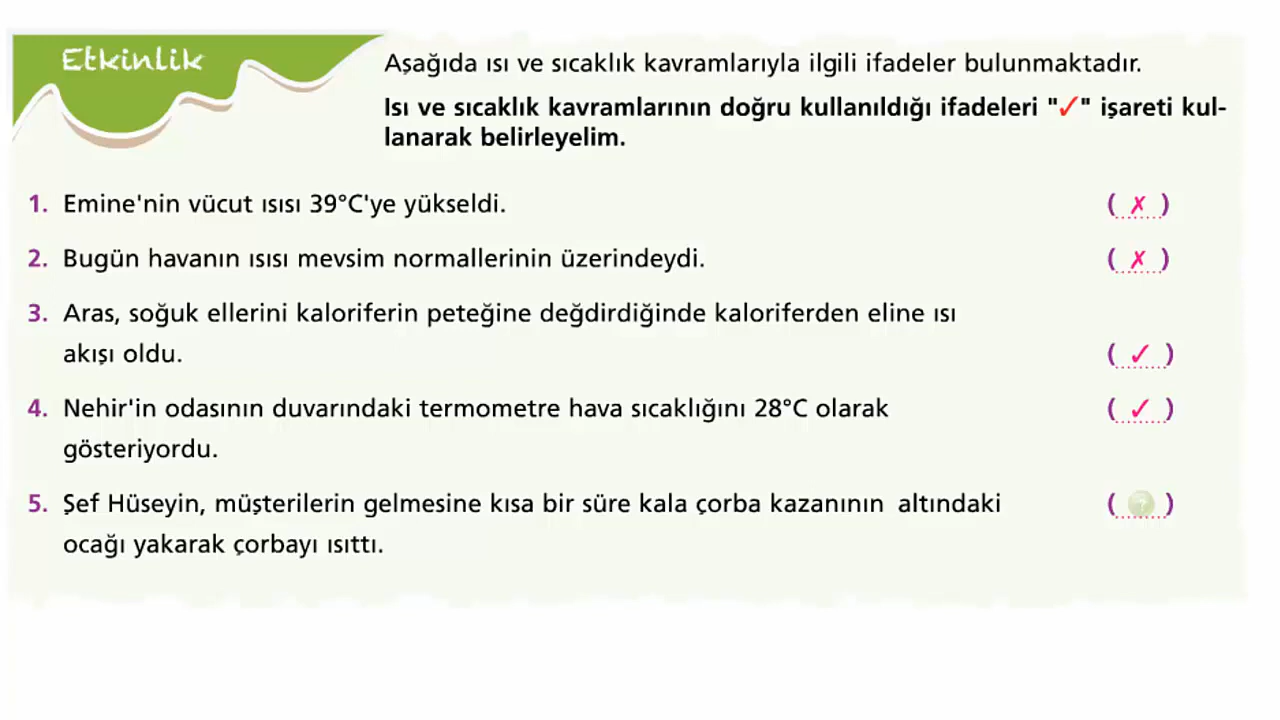 Etkinlik
Aşağıda ısı ve sıcaklık kavramlarıyla ilgili ifadeler bulunmaktadır.
Isı ve sıcaklık kavramlarının doğru kullanıldığı ifadeleri "✓" işareti kul-
lanarak belirleyelim.
1. Emine'nin vücut ısısı 39°C'ye yükseldi. ( ✗ )
2. Bugün havanın ısısı mevsim normallerinin üzerindeydi. ( ✗ )
3. Aras, soğuk ellerini kaloriferin peteğine değdirdiğinde kaloriferden eline ısı
akışı oldu. ( ✓ )
4. Nehir'in odasının duvarındaki termometre hava sıcaklığını 28°C olarak ( ✓ )
gösteriyordu.
5. Şef Hüseyin, müşterilerin gelmesine kısa bir süre kala çorba kazanının altındaki ( ? )
ocağı yakarak çorbayı ısıttı.